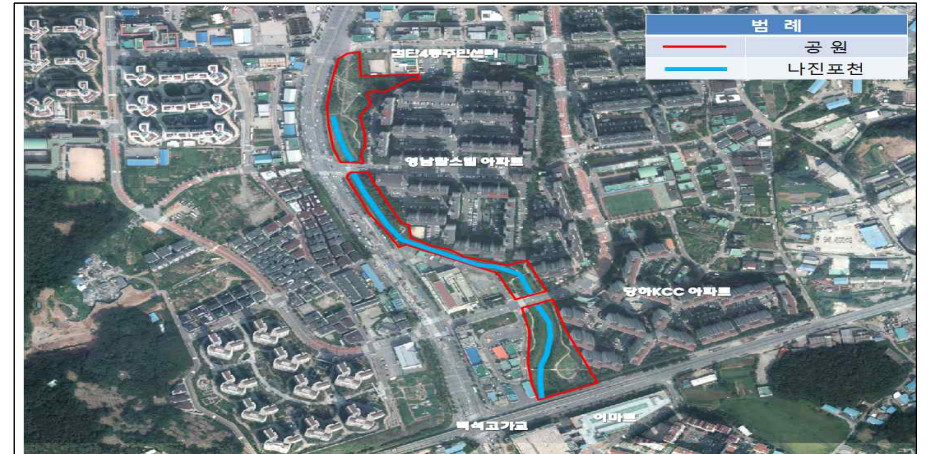 범 례
공 원
나진포천
검단4동주민센터
영남탑스빌 아파트
당하KCC 아파트
이마트
백석고가교